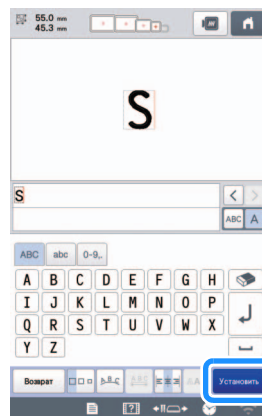 55.0 mm
45.3 mm
S
S
ABC A
ABC abc 0-9,.
A B C D E F G H
I J K L M N O P
Q R S T U V W X
Y Z
Возврат Установить